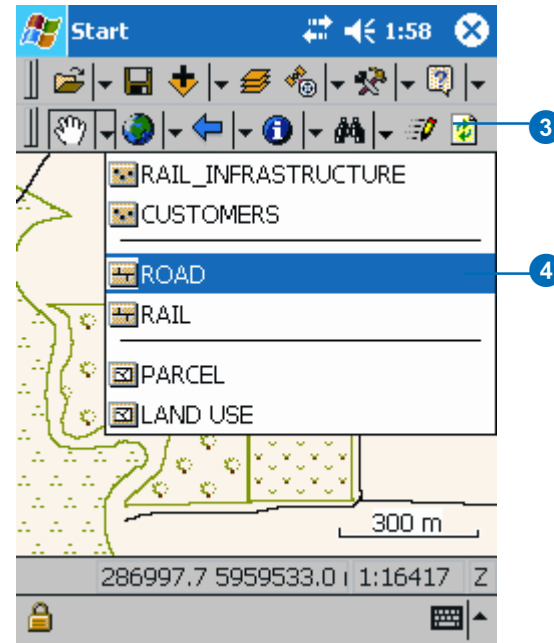 Start 1:58
3
RAIL_INFRASTRUCTURE
CUSTOMERS
ROAD
4
RAIL
PARCEL
LAND USE
300 m
286997.7 5959533.0 1:16417 Z